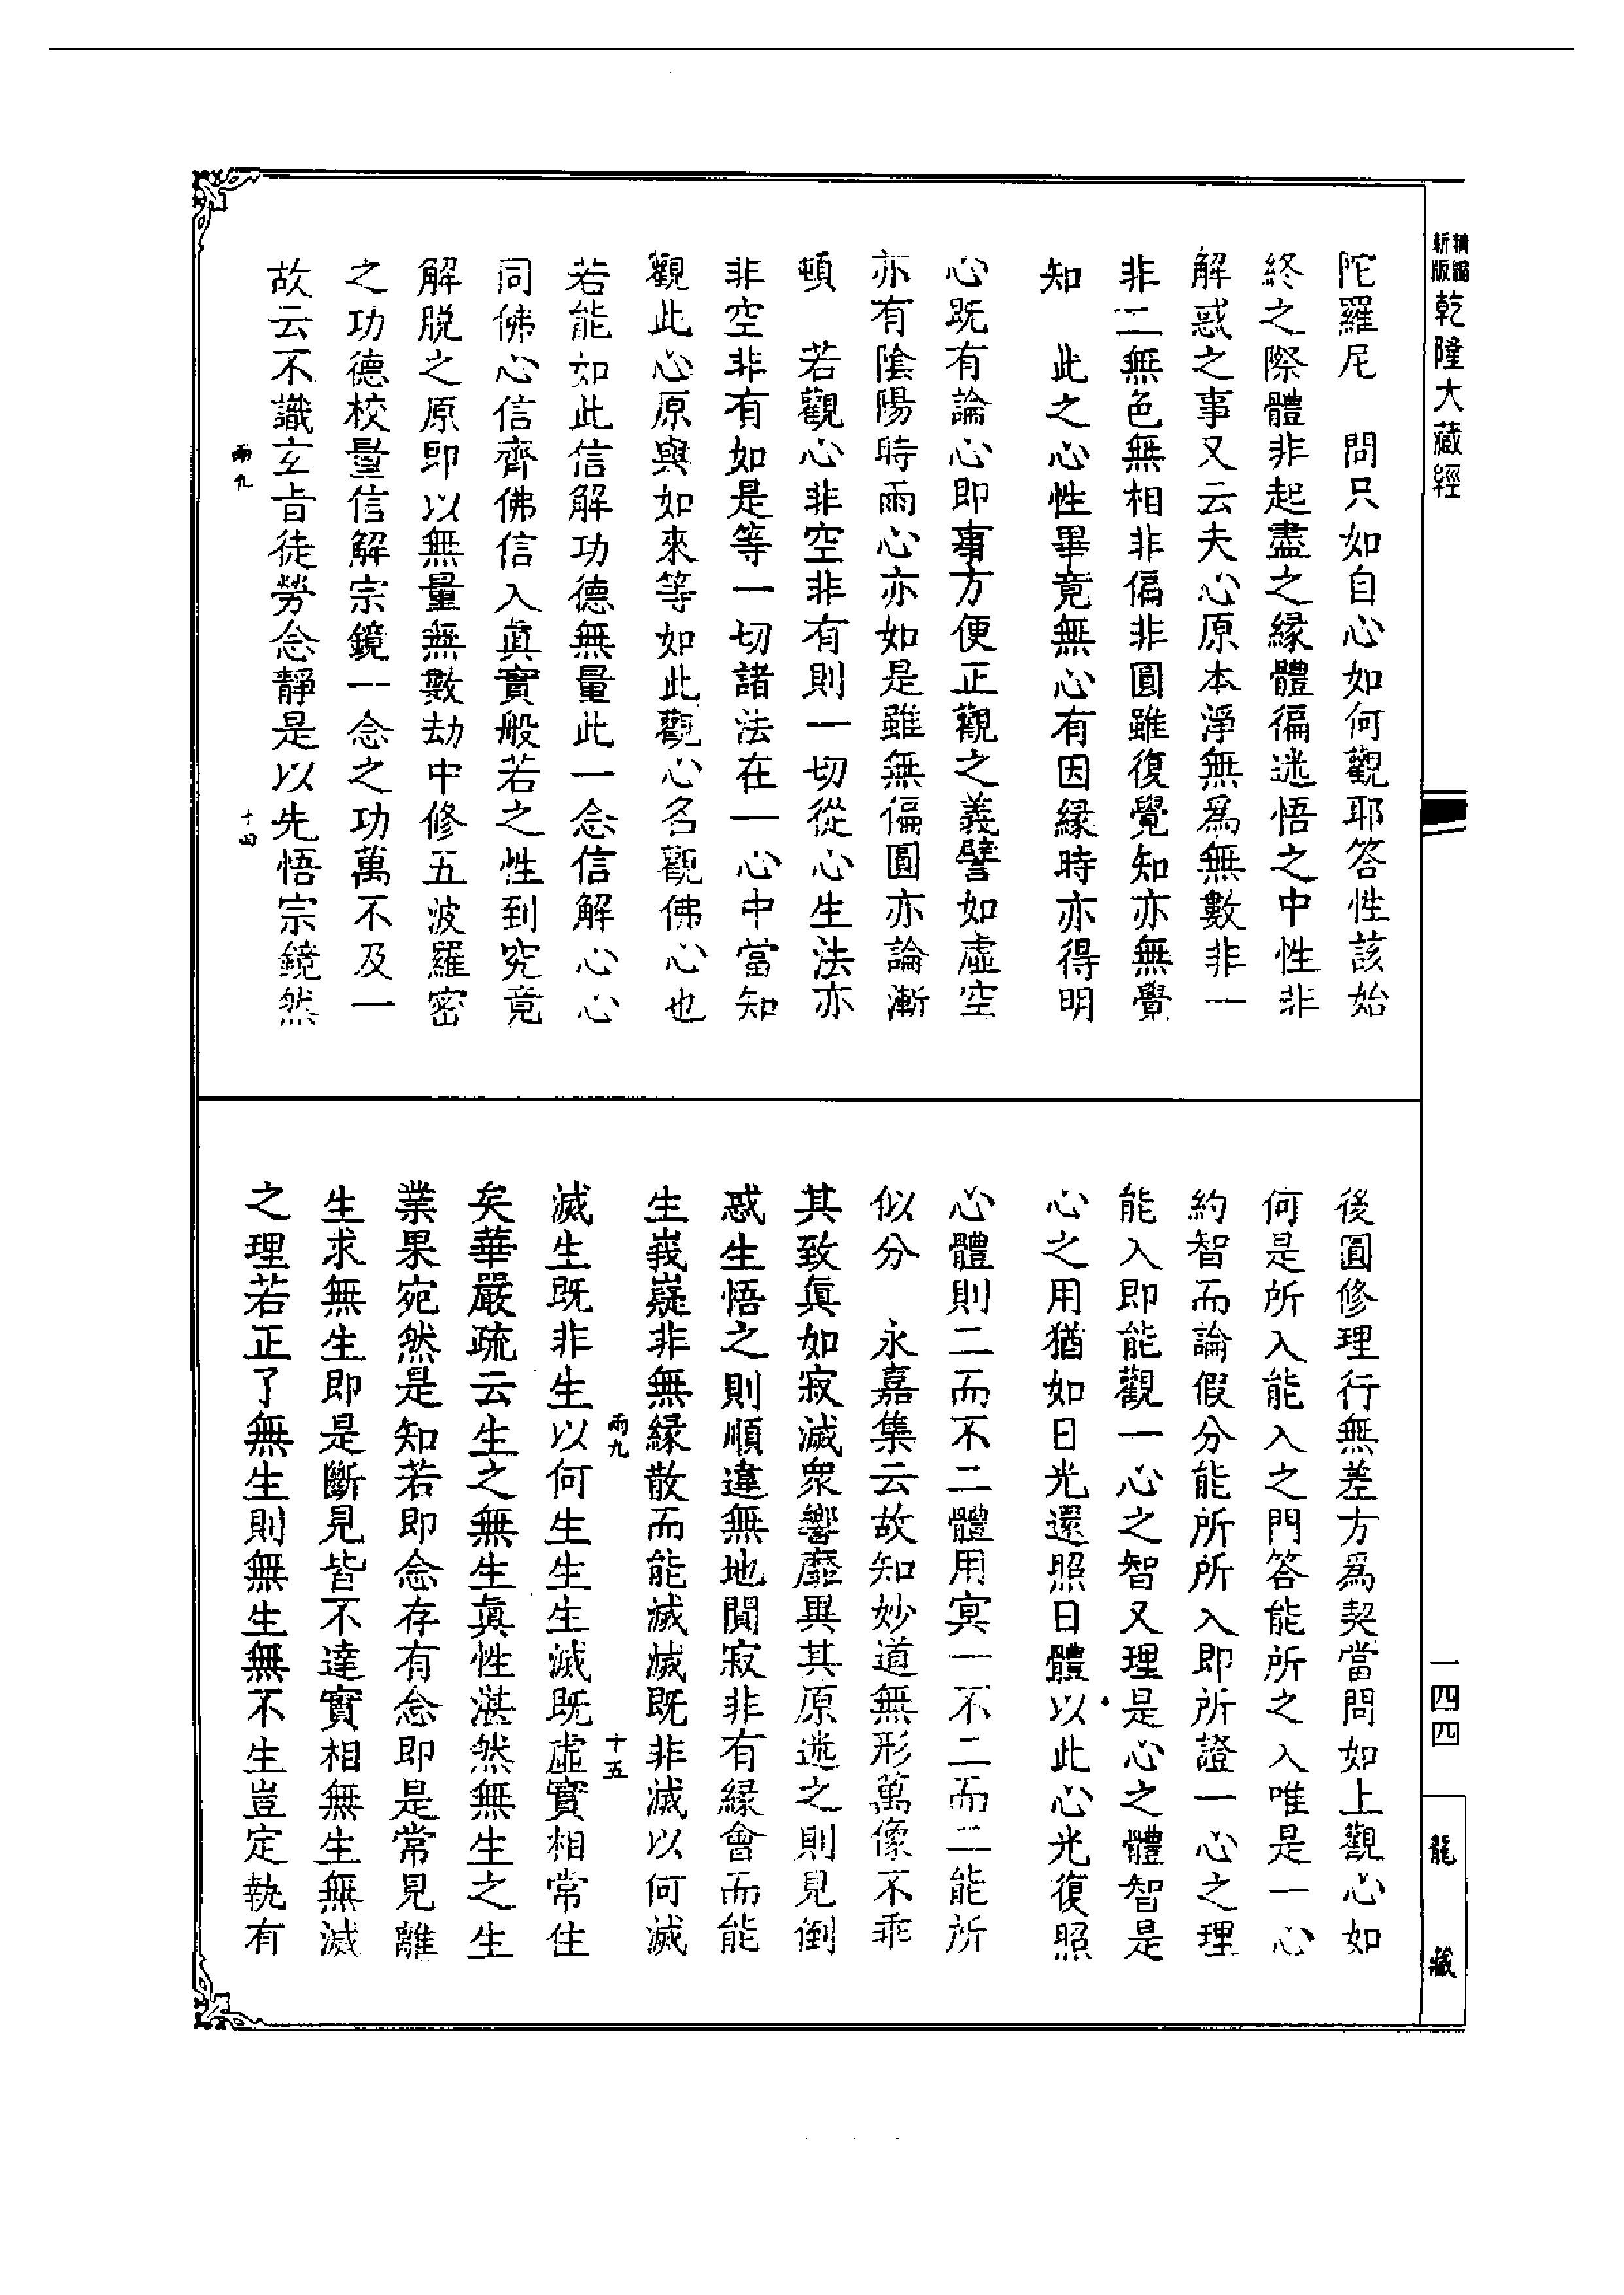 精編
新版
乾隆大藏經
陀羅尼　問只如自心如何觀耶答性該始
終之際體非起盡之緣體徧迷悟之中性非
解惑之事又云夫心原本淨無為無數非一
非二無色無相非偏非圓雖復覺知亦無覺
知　此之心性畢竟無心有因緣時亦得明
心既有論心即事方便正觀之義譬如虛空
亦有陰陽時雨心亦如是雖無偏圓亦論漸
頓　若觀心非空非有則一切從心生法亦
非空非有如是等一切諸法在一心中當知
觀此心原與如來等如此觀心名觀佛心也
若能如此信解功德無量此一念信解心心
同佛心信齊佛信入真實般若之性到究竟
解脫之原即以無量無數劫中修五波羅密
之功德校量信解宗鏡一念之功萬不及一
故云不識玄旨徒勞念靜是以先悟宗鏡然
雨九
十四
一四四
龍藏
後圓修理行無差方為契當問如上觀心如
何是所入能入之門答能所之入唯是一心
約智而論假分能所所入即所證一心之理
能入即能觀一心之智又理是心之體智是
心之用猶如日光還照日體以此心光復照
心體則二而不二體用冥一不二而二能所
似分　永嘉集云故知妙道無形萬像不乖
其致真如寂滅眾響靡異其原迷之則見倒
惑生悟之則順違無地閴寂非有緣會而能
生峩嶷非無緣散而能滅滅既非滅以何滅
雨九
十五
滅生既非生以何生生生滅既虛實相常住
矣華嚴疏云生之無生真性湛然無生之生
業果宛然是知若即念存有念即是常見離
生求無生即是斷見皆不達實相無生無滅
之理若正了無生則無生無不生豈定執有